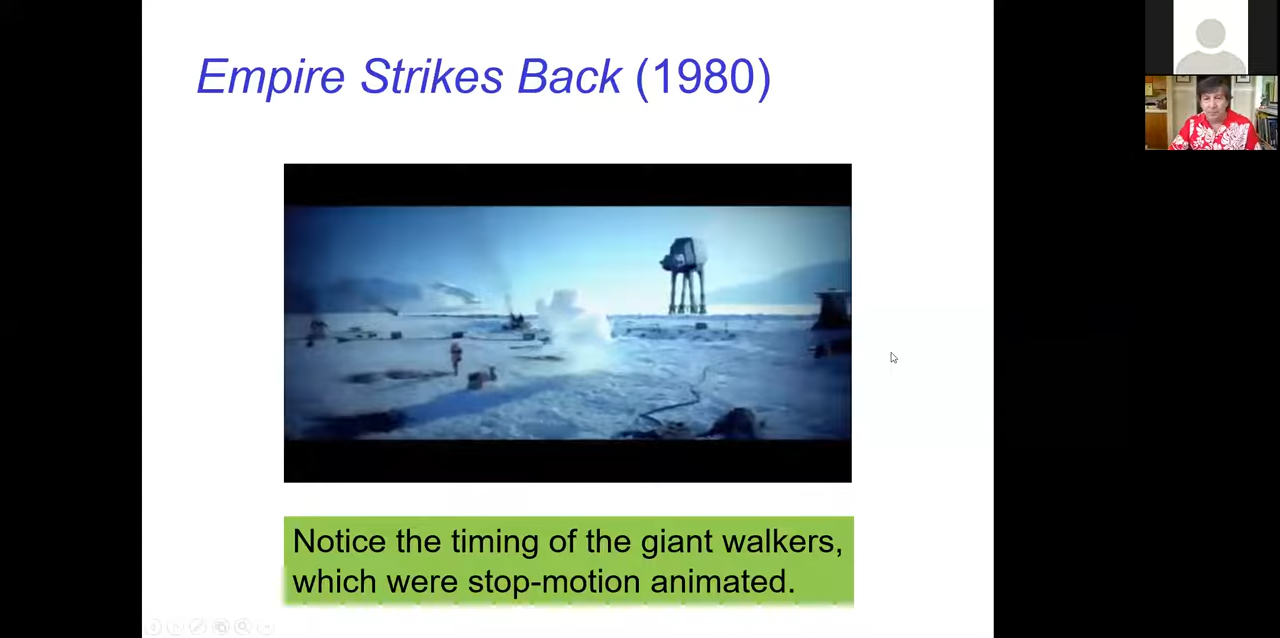 Empire Strikes Back (1980)
Notice the timing of the giant walkers,
which were stop-motion animated.